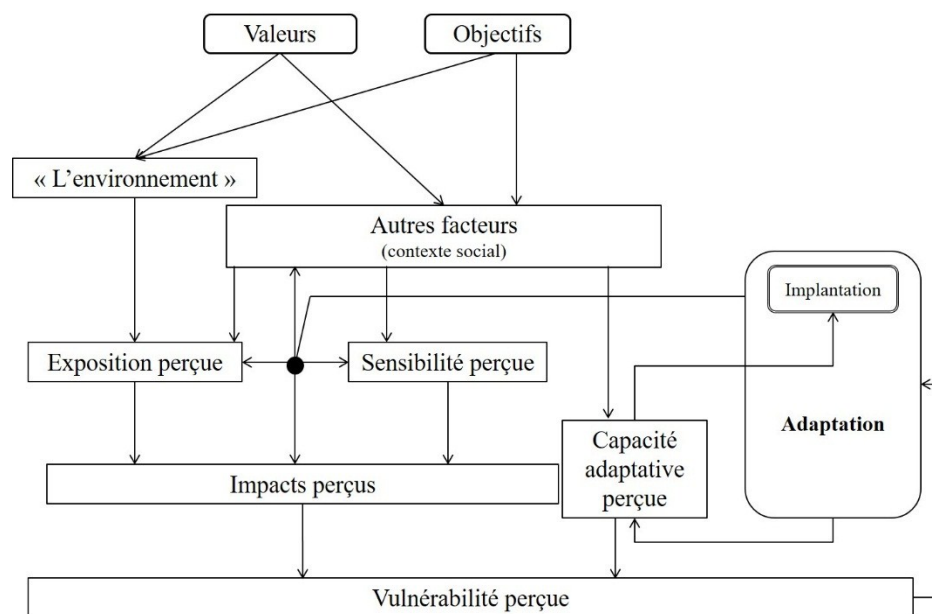 Valeurs
Objectifs
« L’environnement »
Autres facteurs
(contexte social)
Implantation
Exposition perçue
Sensibilité perçue
Adaptation
Capacité
adaptative
perçue
Impacts perçus
Vulnérabilité perçue